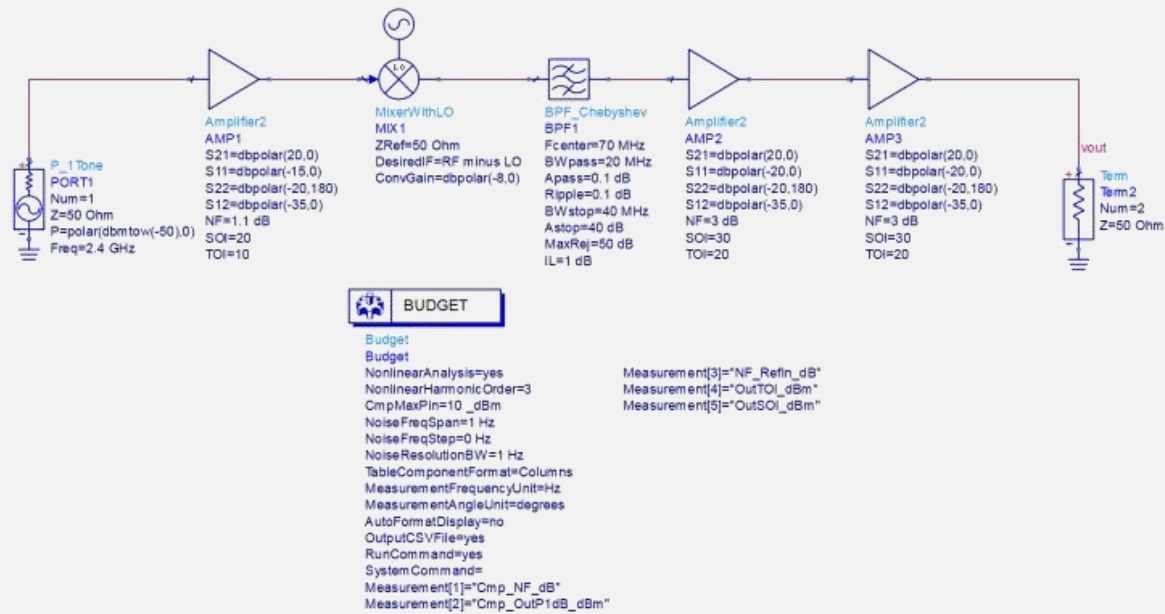 LO
P_1Tone
PORT1
Num=1
Z=50 Ohm
P=polar(dbmtow(-50),0)
Freq=2.4 GHz
Amplifier2
AMP1
S21=dbpolar(20,0)
S11=dbpolar(-15,0)
S22=dbpolar(-20,180)
S12=dbpolar(-35,0)
NF=1.1 dB
SOI=20
TOI=10
MixerWithLO
MIX1
ZRef=50 Ohm
DesiredIF=RF minus LO
ConvGain=dbpolar(-8,0)
BPF_Chebyshev
BPF1
Fcenter=70 MHz
BWpass=20 MHz
Apass=0.1 dB
Ripple=0.1 dB
BWstop=40 MHz
Astop=40 dB
MaxRej=50 dB
IL=1 dB
Amplifier2
AMP2
S21=dbpolar(20,0)
S11=dbpolar(-20,0)
S22=dbpolar(-20,180)
S12=dbpolar(-35,0)
NF=3 dB
SOI=30
TOI=20
Amplifier2
AMP3
S21=dbpolar(20,0)
S11=dbpolar(-20,0)
S22=dbpolar(-20,180)
S12=dbpolar(-35,0)
NF=3 dB
SOI=30
TOI=20
vout
Term
Term2
Num=2
Z=50 Ohm
BUDGET
Budget
Budget
NonlinearAnalysis=yes
NonlinearHarmonicOrder=3
CmpMaxPin=10 _dBm
NoiseFreqSpan=1 Hz
NoiseFreqStep=0 Hz
NoiseResolutionBW=1 Hz
TableComponentFormat=Columns
MeasurementFrequencyUnit=Hz
MeasurementAngleUnit=degrees
AutoFormatDisplay=no
OutputCSVFile=yes
RunCommand=yes
SystemCommand=
Measurement[1]="Cmp_NF_dB"
Measurement[2]="Cmp_OutP1dB_dBm"
Measurement[3]="NF_RefIn_dB"
Measurement[4]="OutTOI_dBm"
Measurement[5]="OutSOI_dBm"